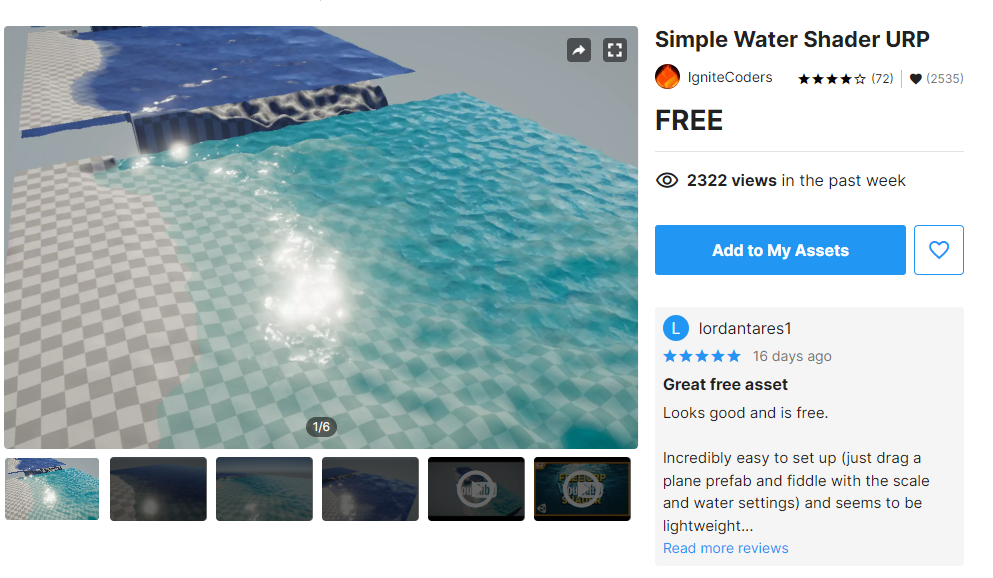 Simple Water Shader URP
IgniteCoders
(72)
(2535)
FREE
2322 views in the past week
Add to My Assets
L
lordantares1
16 days ago
Great free asset
Looks good and is free.
Incredibly easy to set up (just drag a
plane prefab and fiddle with the scale
and water settings) and seems to be
lightweight...
Read more reviews
1/6